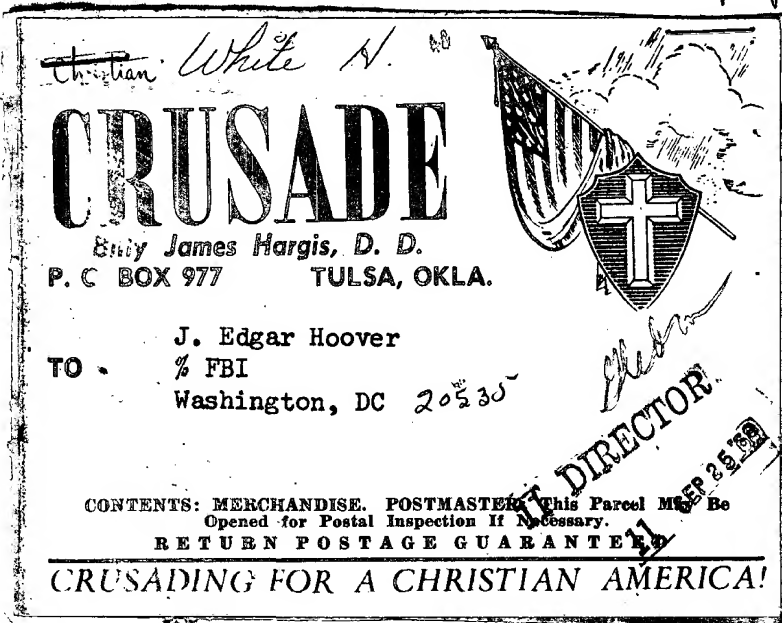 Christian White H.
CRUSADE
Billy James Hargis, D. D.
P. O BOX 977 TULSA, OKLA.
J. Edgar Hoover
TO % FBI
Washington, DC 20535
DIRECTOR
11 SEP 25
CONTENTS: MERCHANDISE. POSTMASTER: This Parcel May Be
Opened for Postal Inspection If Necessary.
RETURN POSTAGE GUARANTEED
CRUSADING FOR A CHRISTIAN AMERICA!